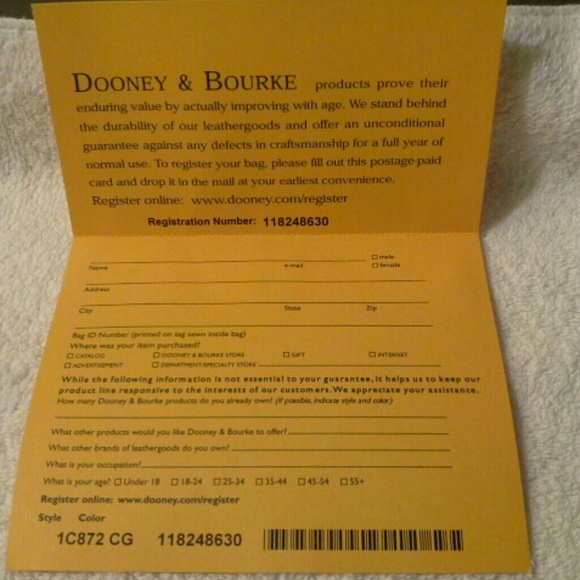 DOONEY & BOURKE products prove their
enduring value by actually improving with age. We stand behind
the durability of our leathergoods and offer an unconditional
guarantee against any defects in craftsmanship for a full year of
normal use. To register your bag, please fill out this postage-paid
card and drop it in the mail at your earliest convenience.
Register online: www.dooney.com/register
Registration Number: 118248630
☐ male
Name e-mail ☐ female
Address
City State Zip
Bag ID Number (printed on tag sewn inside bag)
Where was your item purchased?
☐ CATALOG ☐ DOONEY & BOURKE STORE ☐ GIFT ☐ INTERNET
☐ ADVERTISEMENT ☐ DEPARTMENT/SPECIALTY STORE
While the following information is not essential to your guarantee, it helps us to keep our
product line responsive to the interests of our customers. We appreciate your assistance.
How many Dooney & Bourke products do you already own? (If possible, indicate style and color.)
What other products would you like Dooney & Bourke to offer?
What other brands of leathergoods do you own?
What is your occupation?
What is your age? ☐ Under 18 ☐ 18-24 ☐ 25-34 ☐ 35-44 ☐ 45-54 ☐ 55+
Register online: www.dooney.com/register
Style Color
1C872 CG 118248630